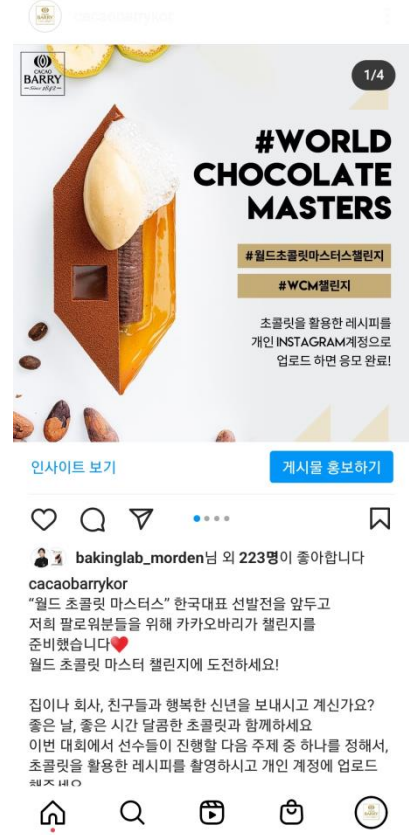 CACAO
BARRY
Since 1842
1/4
#WORLD
CHOCOLATE
MASTERS
#월드초콜릿마스터스챌린지
#WCM챌린지
초콜릿을 활용한 레시피를
개인 INSTAGRAM계정으로
업로드 하면 응모 완료!
인사이트 보기
게시물 홍보하기
bakinglab_morden님 외 223명이 좋아합니다
cacaobarrykor
“월드 초콜릿 마스터스” 한국대표 선발전을 앞두고
저희 팔로워분들을 위해 카카오바리가 챌린지를
준비했습니다❤️
월드 초콜릿 마스터 챌린지에 도전하세요!
집이나 회사, 친구들과 행복한 신년을 보내시고 계신가요?
좋은 날, 좋은 시간 달콤한 초콜릿과 함께하세요
이번 대회에서 선수들이 진행할 다음 주제 중 하나를 정해서,
초콜릿을 활용한 레시피를 촬영하시고 개인 계정에 업로드
해주세요